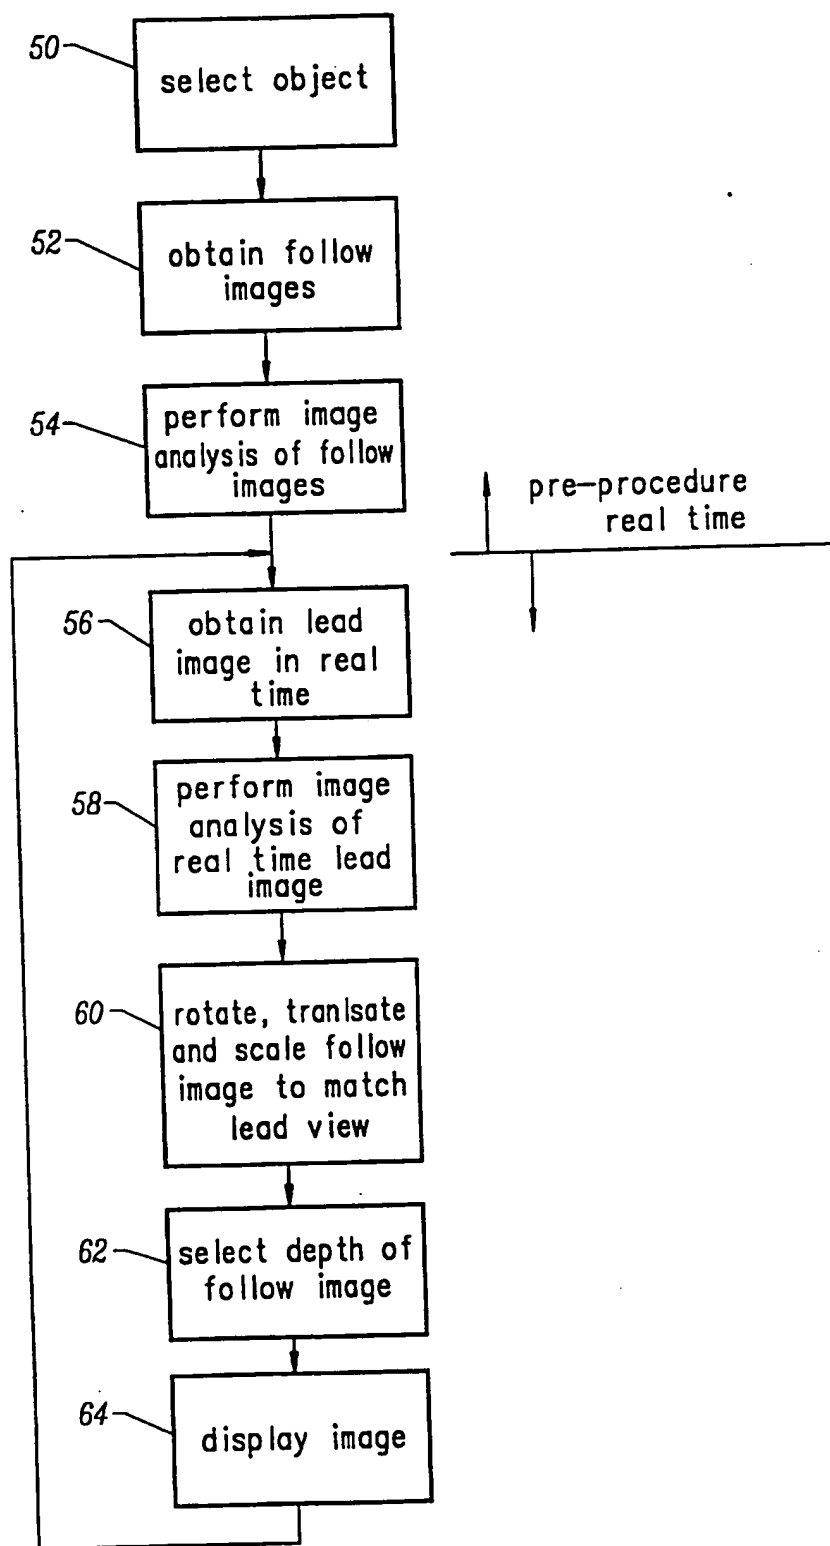 50
select object
52
obtain follow
images
54
perform image
analysis of follow
images
pre-procedure
real time
56
obtain lead
image in real
time
58
perform image
analysis of
real time lead
image
60
rotate, tranlsate
and scale follow
image to match
lead view
62
select depth of
follow image
64
display image